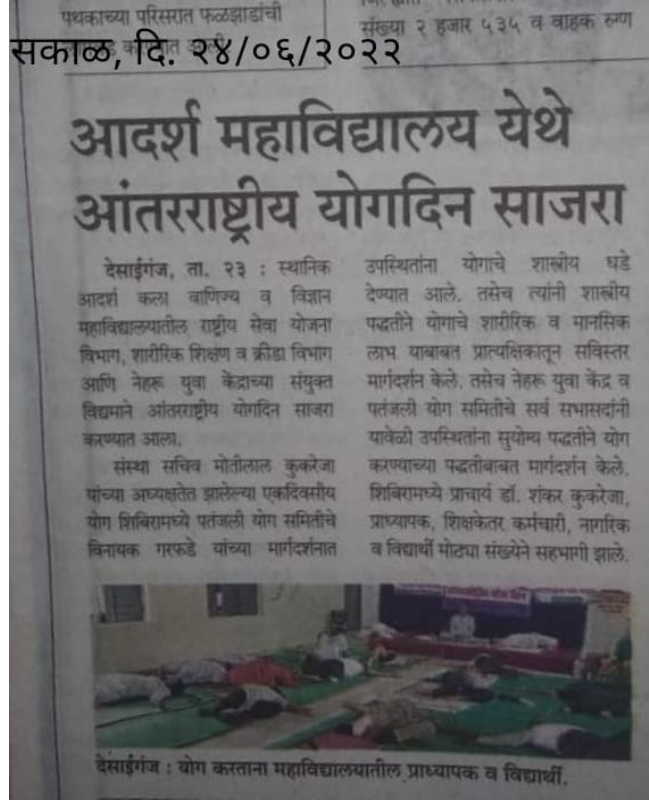 पथकाच्या परिसरात फळझाडांची
संख्या २ हजार ५३५ व वाहक रुग्ण
सकाळ, दि. २४/०६/२०२२
आदर्श महाविद्यालय येथे
आंतरराष्ट्रीय योगदिन साजरा
देसाईगंज, ता. २३ : स्थानिक
आदर्श कला वाणिज्य व विज्ञान
महाविद्यालयातील राष्ट्रीय सेवा योजना
विभाग, शारीरिक शिक्षण व क्रीडा विभाग
आणि नेहरू युवा केंद्राच्या संयुक्त
विद्यमाने आंतरराष्ट्रीय योगदिन साजरा
करण्यात आला.
संस्था सचिव मोतीलाल कुकरेजा
यांच्या अध्यक्षतेत झालेल्या एकदिवसीय
योग शिबिरामध्ये पतंजली योग समितीचे
विनायक गरफडे यांच्या मार्गदर्शनात
उपस्थितांना योगाचे शास्त्रीय धडे
देण्यात आले. तसेच त्यांनी शास्त्रीय
पद्धतीने योगाचे शारीरिक व मानसिक
लाभ याबाबत प्रात्यक्षिकातून सविस्तर
मार्गदर्शन केले. तसेच नेहरू युवा केंद्र व
पतंजली योग समितीचे सर्व सभासदांनी
यावेळी उपस्थितांना सुयोग्य पद्धतीने योग
करण्याच्या पद्धतीबाबत मार्गदर्शन केले.
शिबिरामध्ये प्राचार्य डॉ. शंकर कुकरेजा,
प्राध्यापक, शिक्षकेतर कर्मचारी, नागरिक
व विद्यार्थी मोठ्या संख्येने सहभागी झाले.
देसाईगंज : योग करताना महाविद्यालयातील प्राध्यापक व विद्यार्थी.